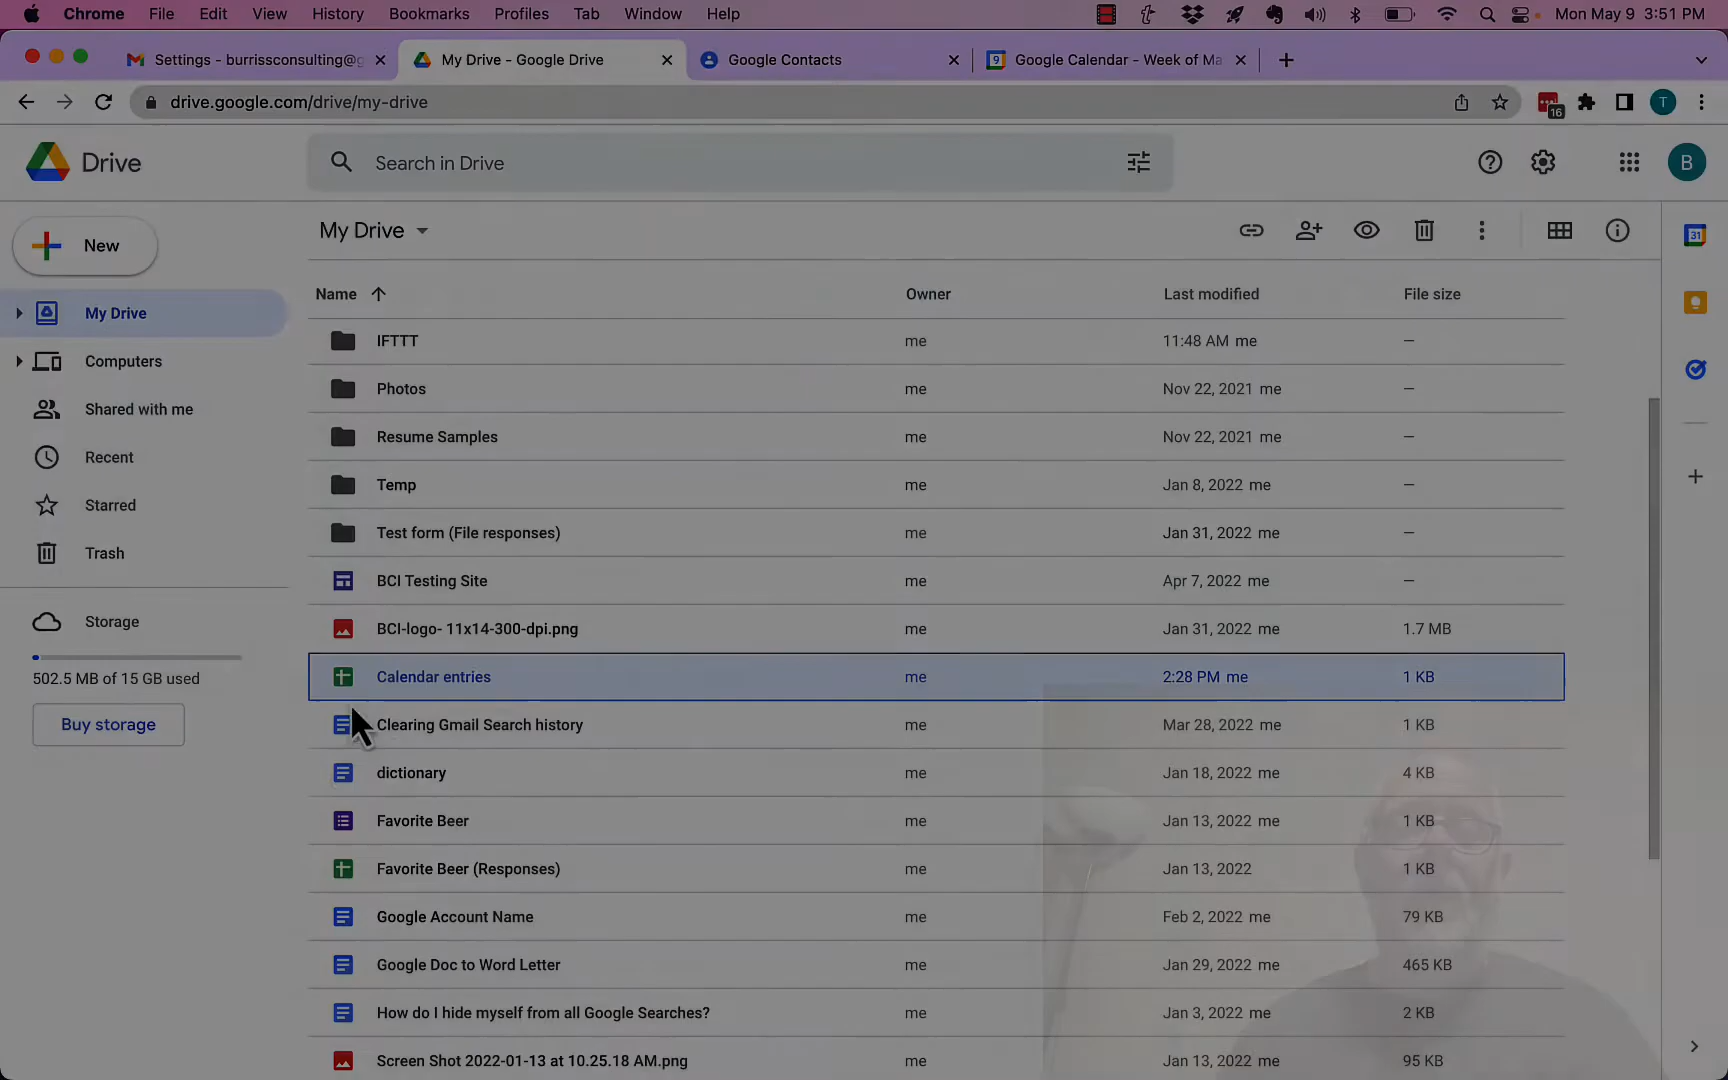 Chrome File Edit View History Bookmarks Profiles Tab Window Help Mon May 9 3:51 PM
Settings - burrissconsulting@g My Drive - Google Drive Google Contacts 9 Google Calendar - Week of Ma
drive.google.com/drive/my-drive 16 T
Drive Search in Drive B
New My Drive 31
Name Owner Last modified File size
My Drive
Computers
Shared with me
Recent
Starred
Trash
Storage
502.5 MB of 15 GB used
Buy storage
IFTTT me 11:48 AM me –
Photos me Nov 22, 2021 me –
Resume Samples me Nov 22, 2021 me –
Temp me Jan 8, 2022 me –
Test form (File responses) me Jan 31, 2022 me –
BCI Testing Site me Apr 7, 2022 me –
BCI-logo- 11x14-300-dpi.png me Jan 31, 2022 me 1.7 MB
Calendar entries me 2:28 PM me 1 KB
Clearing Gmail Search history me Mar 28, 2022 me 1 KB
dictionary me Jan 18, 2022 me 4 KB
Favorite Beer me Jan 13, 2022 me 1 KB
Favorite Beer (Responses) me Jan 13, 2022 1 KB
Google Account Name me Feb 2, 2022 me 79 KB
Google Doc to Word Letter me Jan 29, 2022 me 465 KB
How do I hide myself from all Google Searches? me Jan 3, 2022 me 2 KB
Screen Shot 2022-01-13 at 10.25.18 AM.png me Jan 13, 2022 me 95 KB